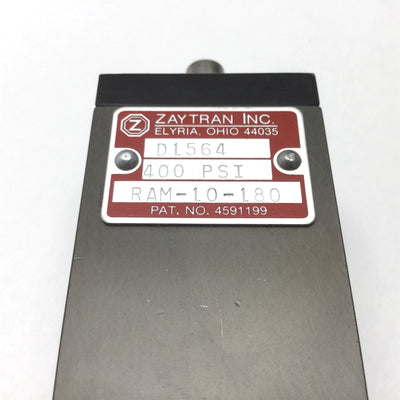 Z ZAYTRAN INC.
ELYRIA, OHIO 44035
D1564
400 PSI
RAM-10-180
PAT. NO. 4591199